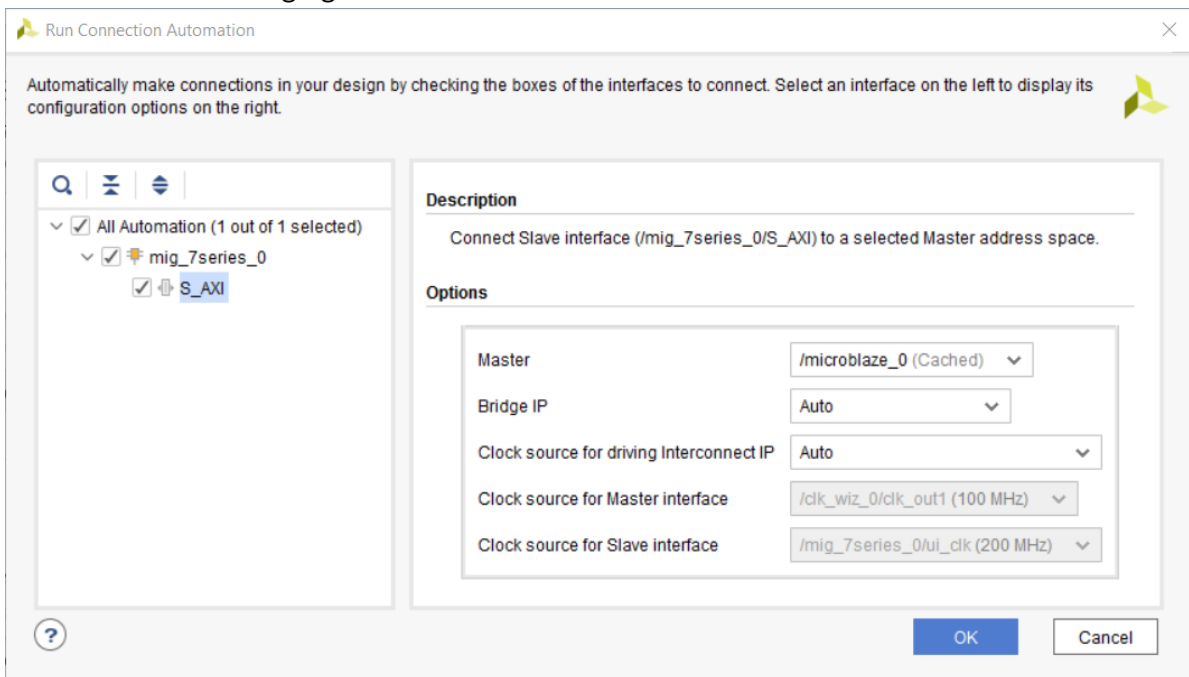 Run Connection Automation
Automatically make connections in your design by checking the boxes of the interfaces to connect. Select an interface on the left to display its
configuration options on the right.
All Automation (1 out of 1 selected)
mig_7series_0
S_AXI
Description
Connect Slave interface (/mig_7series_0/S_AXI) to a selected Master address space.
Options
Master /microblaze_0 (Cached)
Bridge IP Auto
Clock source for driving Interconnect IP Auto
Clock source for Master interface /clk_wiz_0/clk_out1 (100 MHz)
Clock source for Slave interface /mig_7series_0/ui_clk (200 MHz)
?
OK Cancel